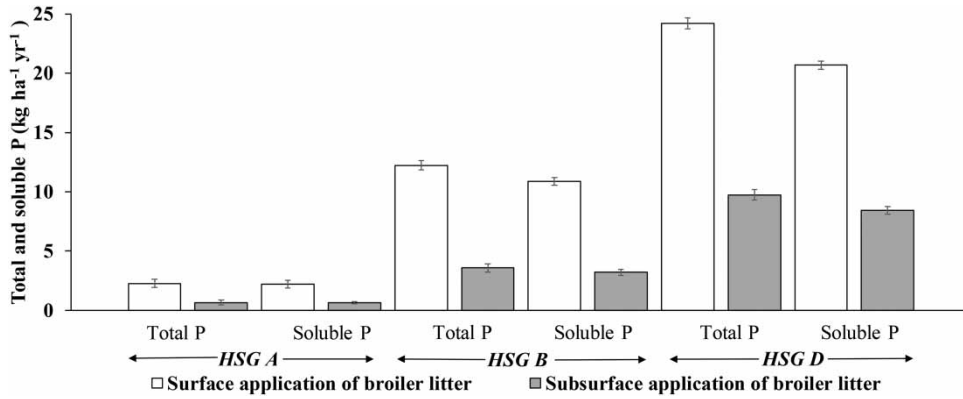 Total and soluble P (kg ha⁻¹ yr⁻¹)
25
20
15
10
5
0
Total P Soluble P Total P Soluble P Total P Soluble P
HSG A HSG B HSG D
Surface application of broiler litter Subsurface application of broiler litter